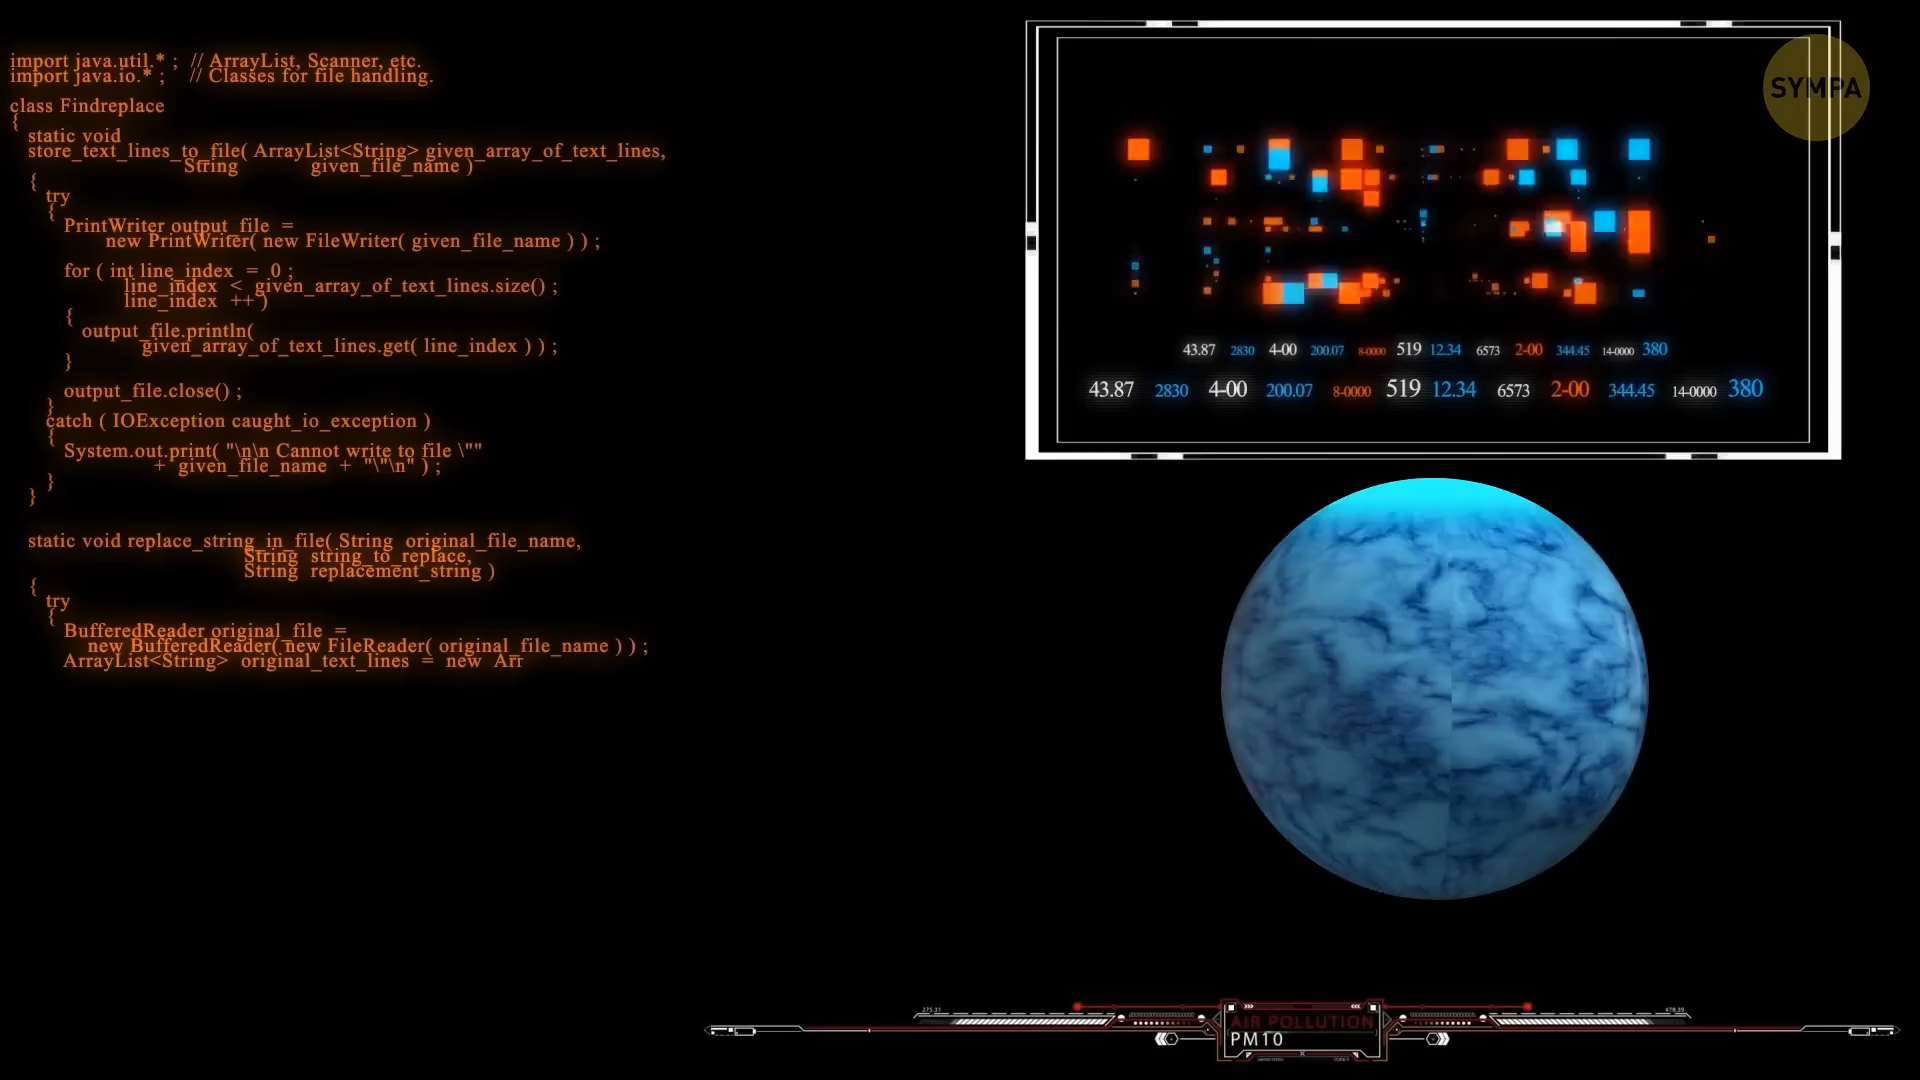 import java.util.* ;  // ArrayList, Scanner, etc.
import java.io.* ;    // Classes for file handling.
class Findreplace
{
static void
store_text_lines_to_file( ArrayList<String> given_array_of_text_lines,
String given_file_name )
{
try
{
PrintWriter output_file =
new PrintWriter( new FileWriter( given_file_name ) ) ;
for ( int line_index = 0 ;
line_index < given_array_of_text_lines.size() ;
line_index ++ )
{
output_file.println(
given_array_of_text_lines.get( line_index ) ) ;
}
output_file.close() ;
}
catch ( IOException caught_io_exception )
{
System.out.print( "\n\n Cannot write to file \""
+ given_file_name + "\"\n" ) ;
}
}
static void replace_string_in_file( String original_file_name,
String string_to_replace,
String replacement_string )
{
try
{
BufferedReader original_file =
new BufferedReader( new FileReader( original_file_name ) ) ;
ArrayList<String> original_text_lines = new Arr
SYMPA
43.87 2830 4-00 200.07 8-0000 519 12.34 6573 2-00 344.45 14-0000 380
43.87 2830 4-00 200.07 8-0000 519 12.34 6573 2-00 344.45 14-0000 380
275.31
478.39
AIR POLLUTION
PM10